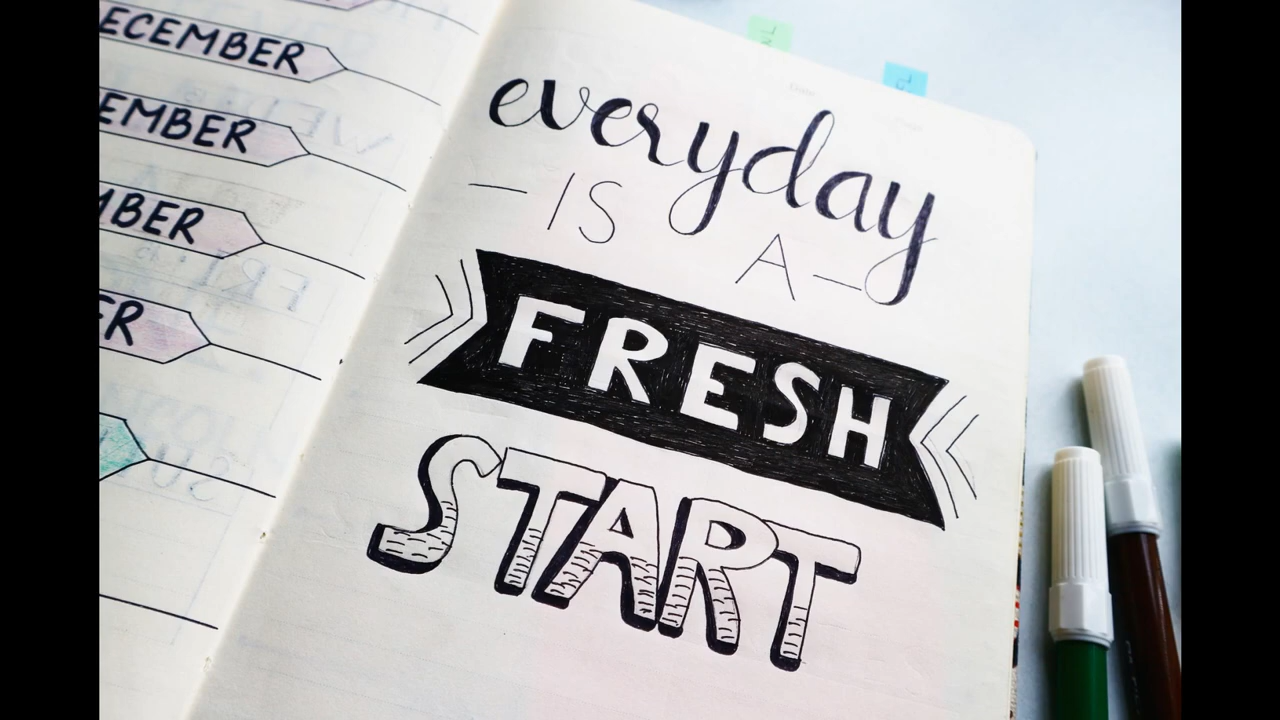 ECEMBER
EMBER
MBER
ER
everyday
— IS A —
FRESH
START